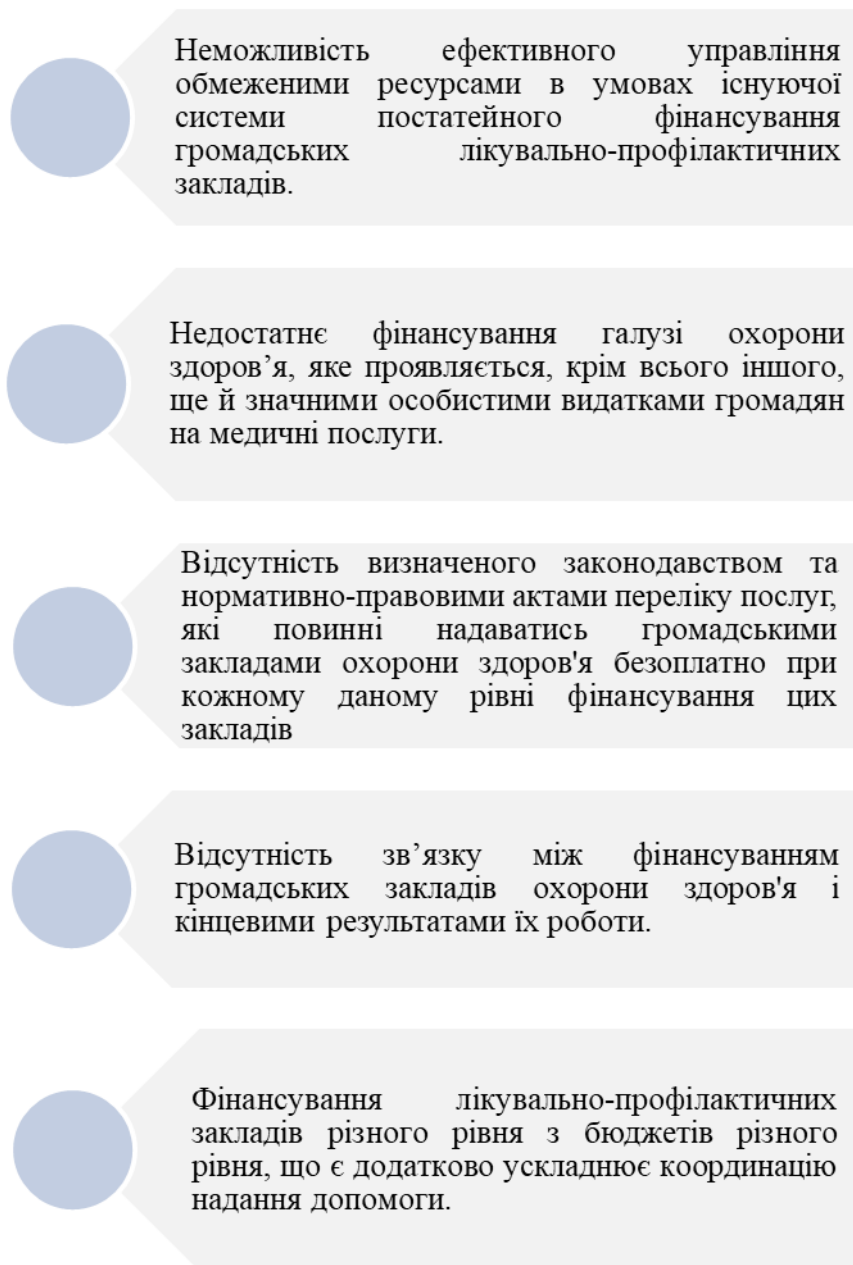 Неможливість ефективного управління
обмеженими ресурсами в умовах існуючої
системи постатейного фінансування
громадських лікувально-профілактичних
закладів.
Недостатнє фінансування галузі охорони
здоров’я, яке проявляється, крім всього іншого,
ще й значними особистими видатками громадян
на медичні послуги.
Відсутність визначеного законодавством та
нормативно-правовими актами переліку послуг,
які повинні надаватись громадськими
закладами охорони здоров'я безоплатно при
кожному даному рівні фінансування цих
закладів
Відсутність зв’язку між фінансуванням
громадських закладів охорони здоров'я і
кінцевими результатами їх роботи.
Фінансування лікувально-профілактичних
закладів різного рівня з бюджетів різного
рівня, що є додатково ускладнює координацію
надання допомоги.